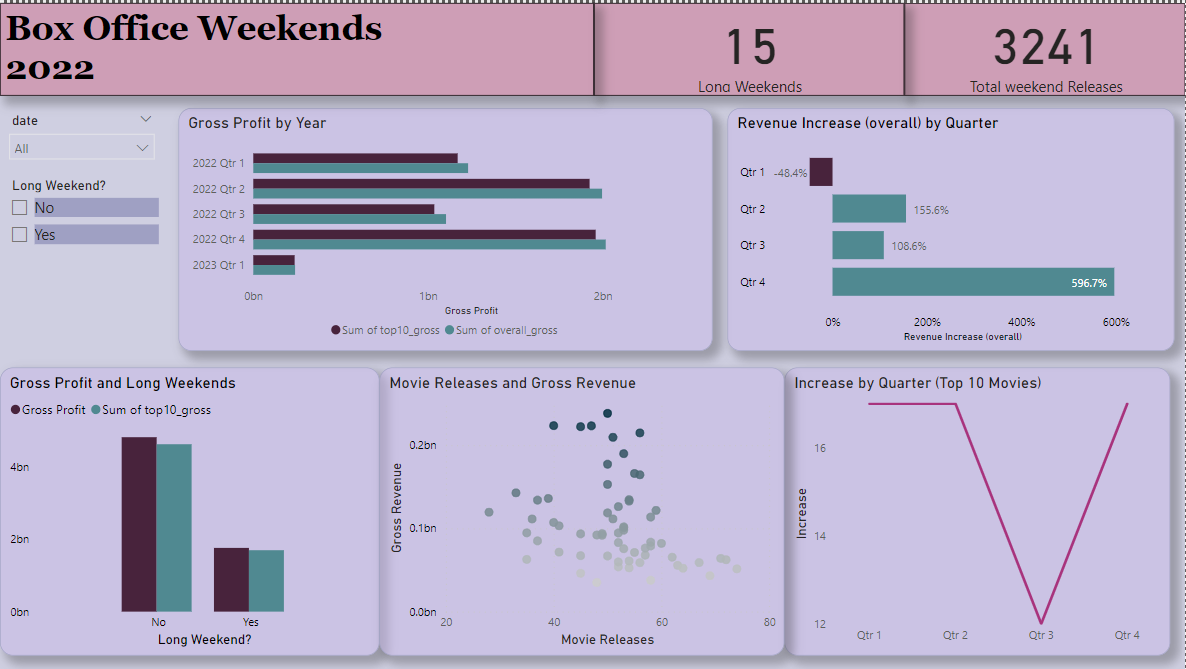 Box Office Weekends
2022
15
Long Weekends
3241
Total weekend Releases
date
All
Long Weekend?
No
Yes
Gross Profit by Year
2022 Qtr 1
2022 Qtr 2
2022 Qtr 3
2022 Qtr 4
2023 Qtr 1
0bn 1bn 2bn
Gross Profit
Sum of top10_gross Sum of overall_gross
Revenue Increase (overall) by Quarter
Qtr 1 -48.4%
Qtr 2 155.6%
Qtr 3 108.6%
Qtr 4 596.7%
0% 200% 400% 600%
Revenue Increase (overall)
Gross Profit and Long Weekends
Gross Profit Sum of top10_gross
4bn
2bn
0bn
No Yes
Long Weekend?
Movie Releases and Gross Revenue
Gross Revenue
0.2bn
0.1bn
0.0bn
20 40 60 80
Movie Releases
Increase by Quarter (Top 10 Movies)
Increase
16
14
12
Qtr 1 Qtr 2 Qtr 3 Qtr 4